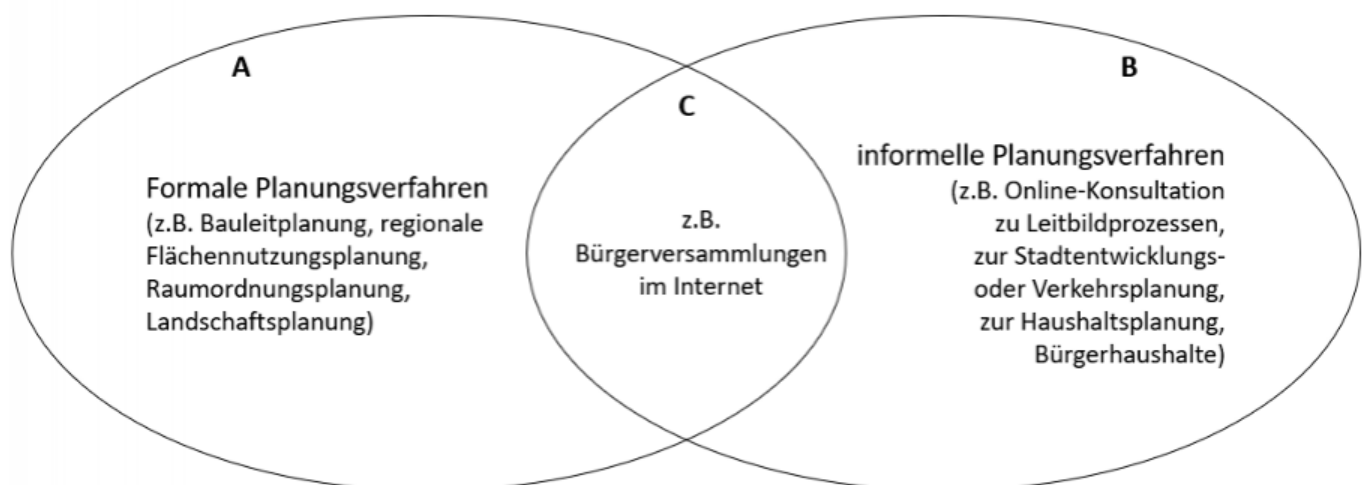 A
Formale Planungsverfahren
(z.B. Bauleitplanung, regionale
Flächennutzungsplanung,
Raumordnungsplanung,
Landschaftsplanung)
C
z.B.
Bürgerversammlungen
im Internet
B
informelle Planungsverfahren
(z.B. Online-Konsultation
zu Leitbildprozessen,
zur Stadtentwicklungs-
oder Verkehrsplanung,
zur Haushaltsplanung,
Bürgerhaushalte)